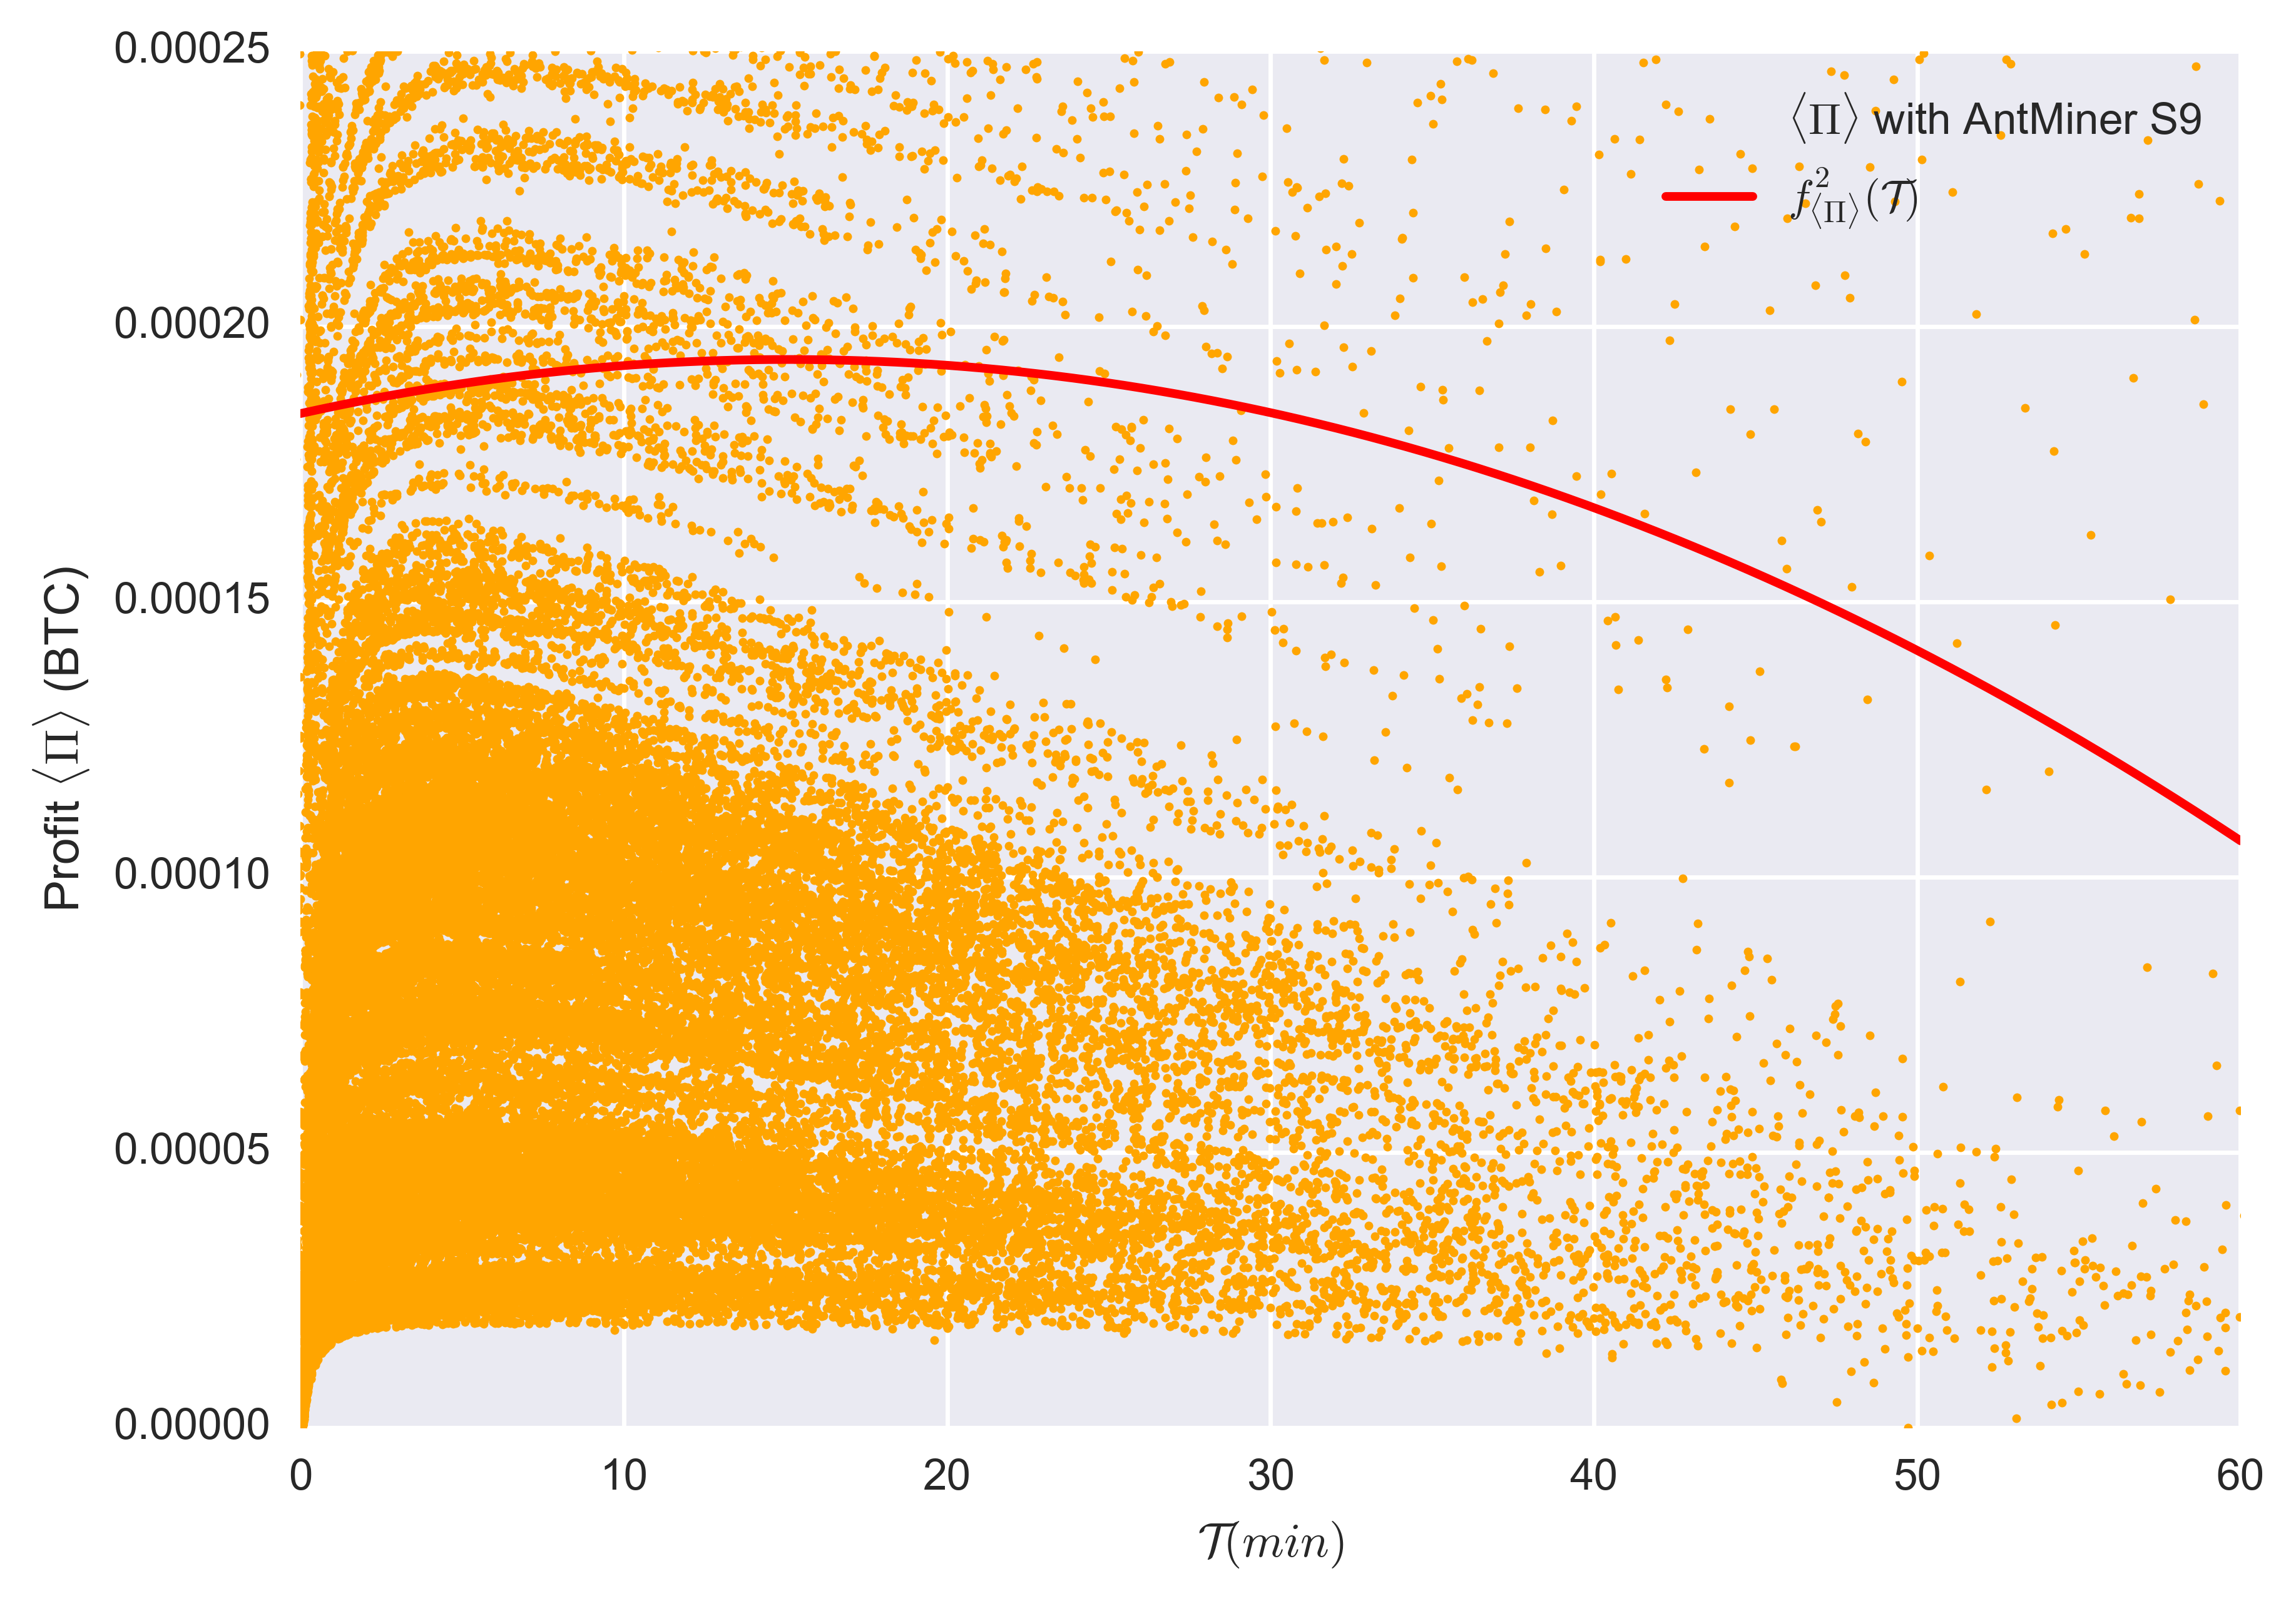 0.00025
0.00020
0.00015
0.00010
0.00005
0.00000
Profit ⟨Π⟩ (BTC)
⟨Π⟩ with AntMiner S9
f²⟨Π⟩(𝒯)
0 10 20 30 40 50 60
𝒯(min)